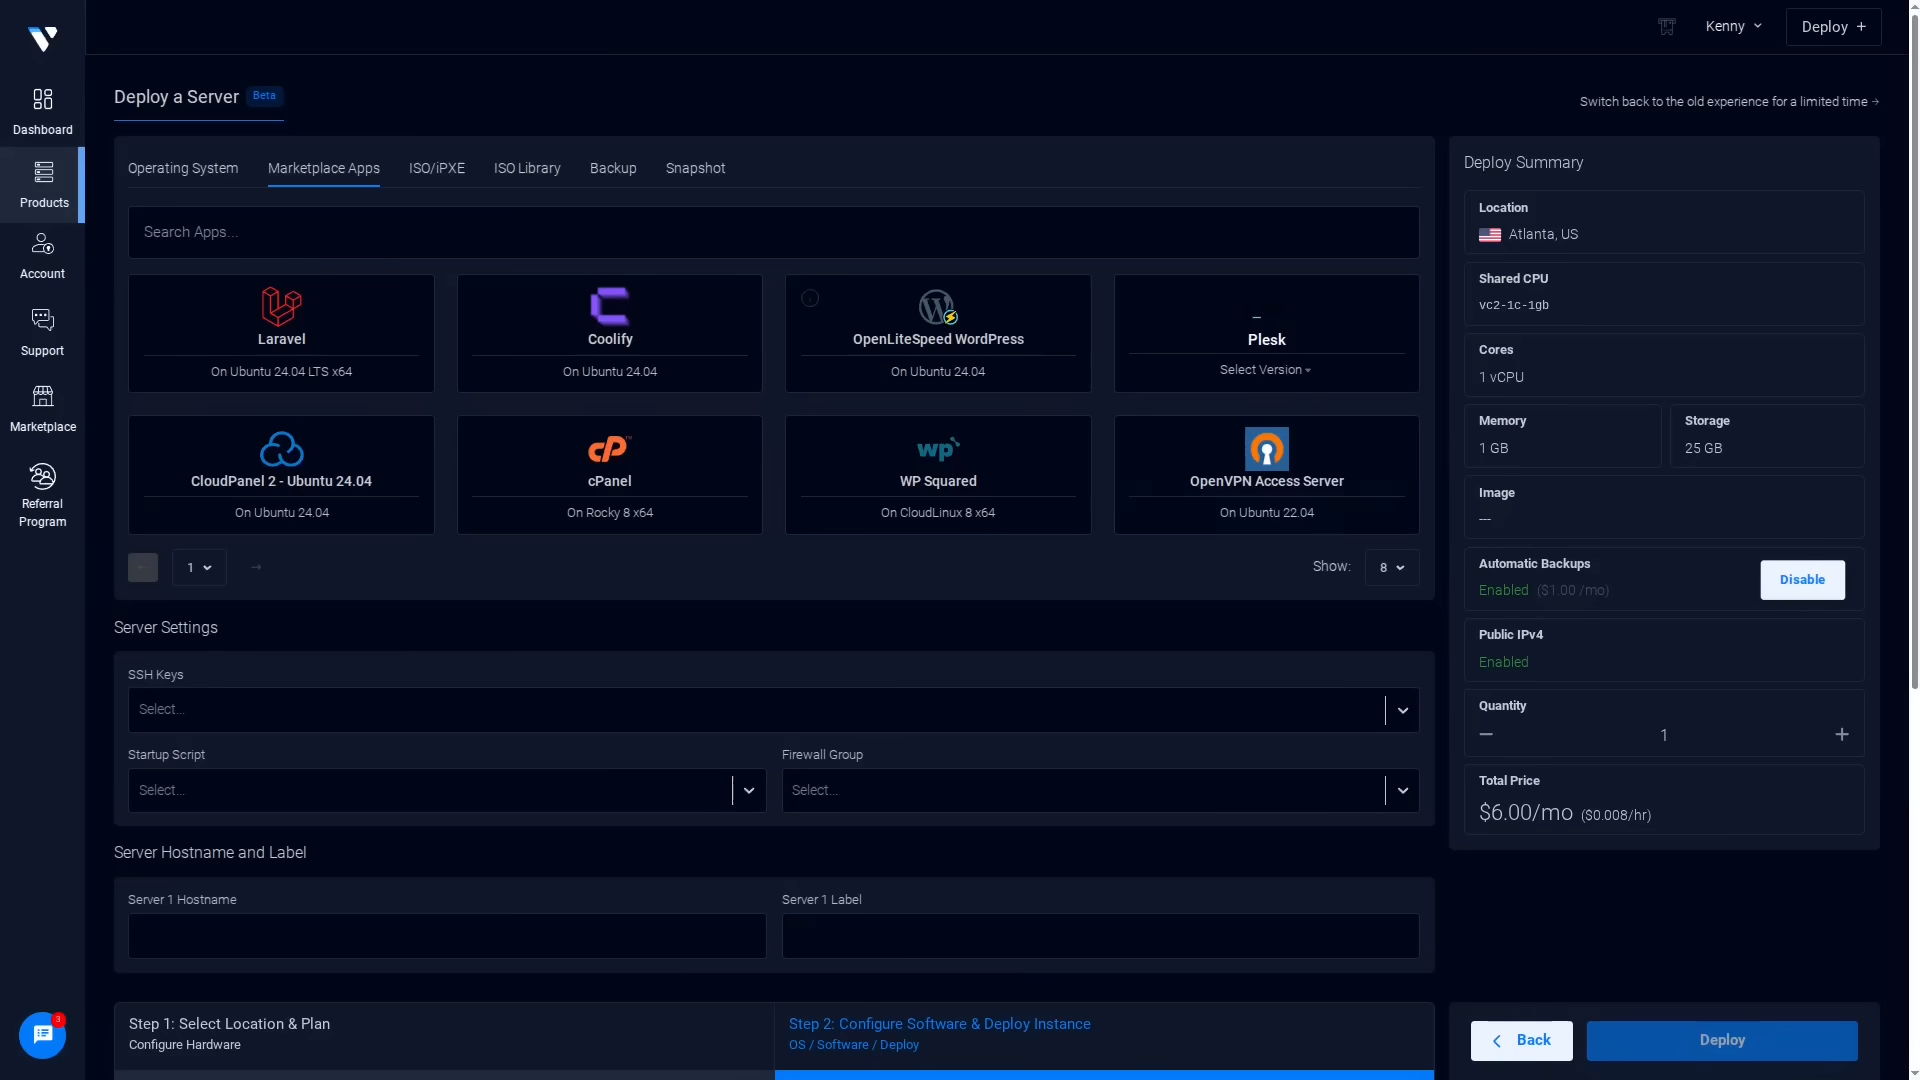 Kenny
Deploy +
Deploy a Server
Beta
Switch back to the old experience for a limited time →
Dashboard
Products
Account
Support
Marketplace
Referral
Program
3
Operating System
Marketplace Apps
ISO/iPXE
ISO Library
Backup
Snapshot
Search Apps...
Laravel
On Ubuntu 24.04 LTS x64
Coolify
On Ubuntu 24.04
OpenLiteSpeed WordPress
On Ubuntu 24.04
Plesk
Select Version
CloudPanel 2 - Ubuntu 24.04
On Ubuntu 24.04
cP
cPanel
On Rocky 8 x64
wp
WP Squared
On CloudLinux 8 x64
OpenVPN Access Server
On Ubuntu 22.04
1
→
Show:
8
Server Settings
SSH Keys
Select...
Startup Script
Select...
Firewall Group
Select...
Server Hostname and Label
Server 1 Hostname
Server 1 Label
Step 1: Select Location & Plan
Configure Hardware
Step 2: Configure Software & Deploy Instance
OS / Software / Deploy
Deploy Summary
Location
Atlanta, US
Shared CPU
vc2-1c-1gb
Cores
1 vCPU
Memory
1 GB
Storage
25 GB
Image
---
Automatic Backups
Enabled ($1.00 /mo)
Disable
Public IPv4
Enabled
Quantity
− 1 +
Total Price
$6.00/mo ($0.008/hr)
Back
Deploy